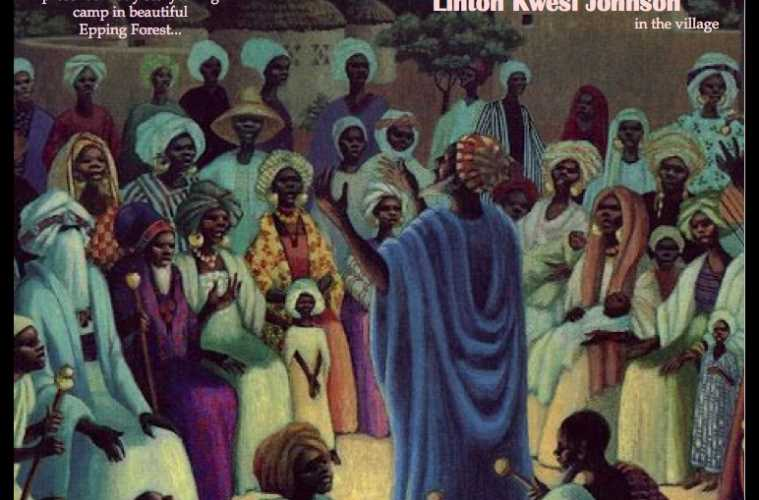 camp in beautiful
Epping Forest...
Linton Kwesi Johnson
in the village